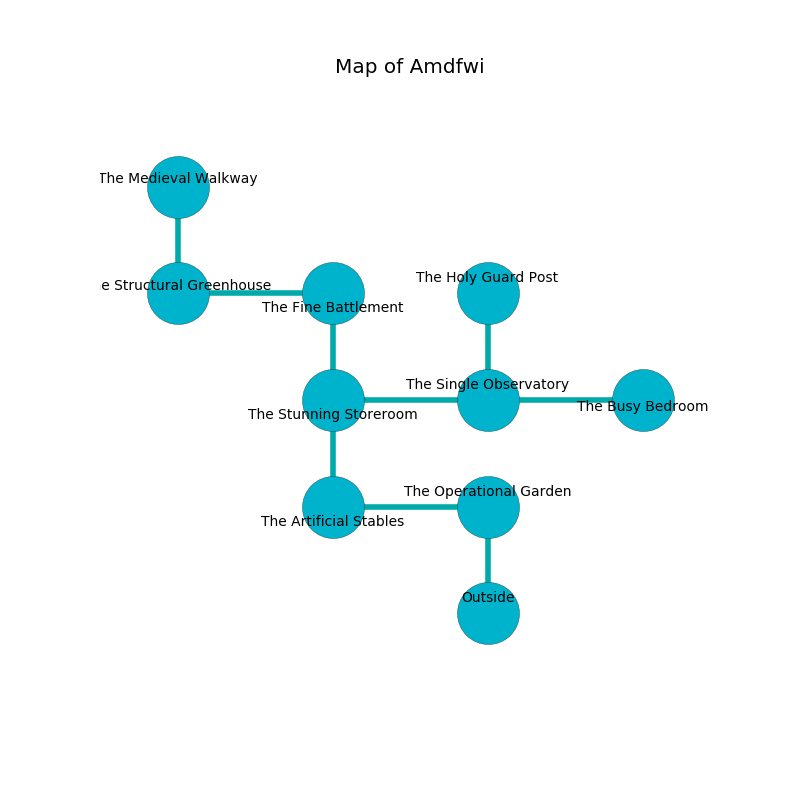 Map of Amdfwi
The Medieval Walkway
e Structural Greenhouse
The Holy Guard Post
The Fine Battlement
The Single Observatory
The Busy Bedroom
The Stunning Storeroom
The Operational Garden
The Artificial Stables
Outside